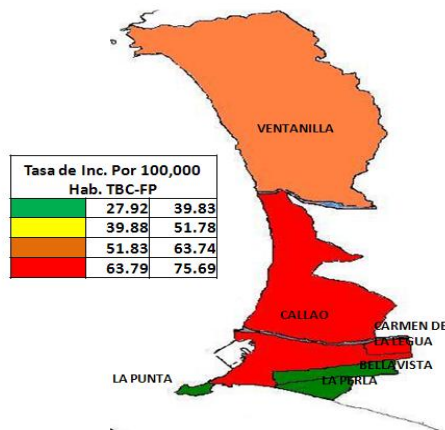 VENTANILLA
Tasa de Inc. Por 100,000
Hab. TBC-FP
27.92 39.83
39.88 51.78
51.83 63.74
63.79 75.69
CALLAO
CARMEN DE
LA LEGUA
BELLAVISTA
LA PUNTA
LA PERLA